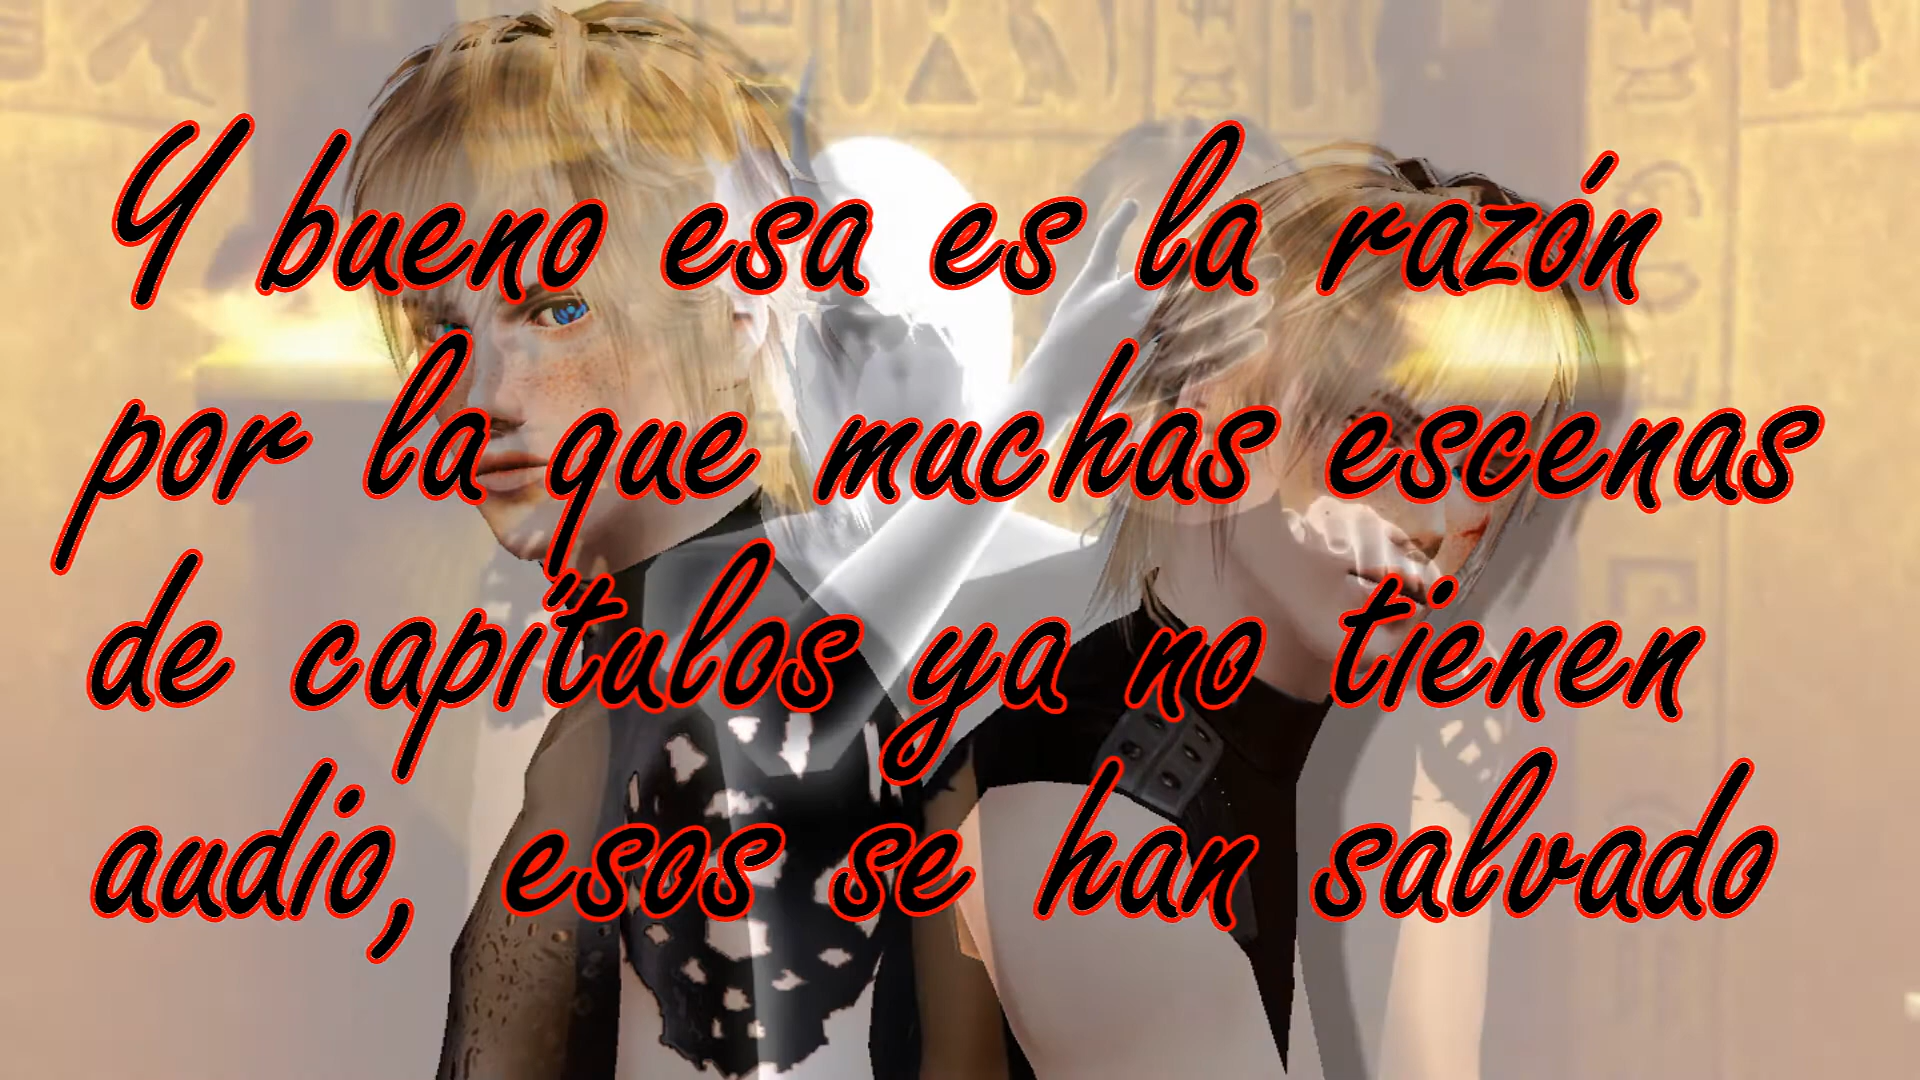 Y bueno esa es la razón
por la que muchas escenas
de capítulos ya no tienen
audio, esos se han salvado